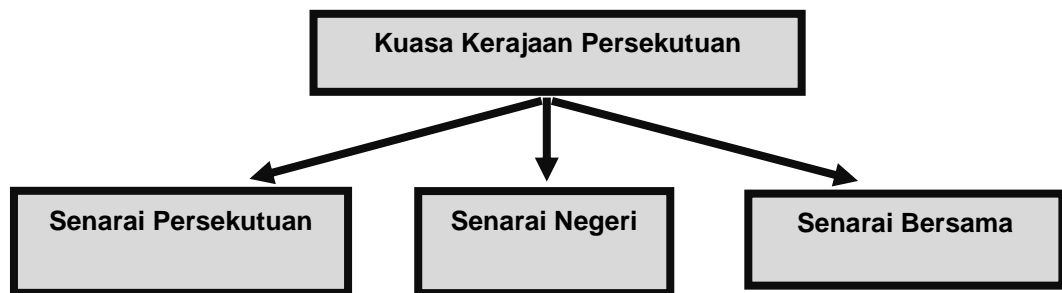 Kuasa Kerajaan Persekutuan
Senarai Persekutuan
Senarai Negeri
Senarai Bersama